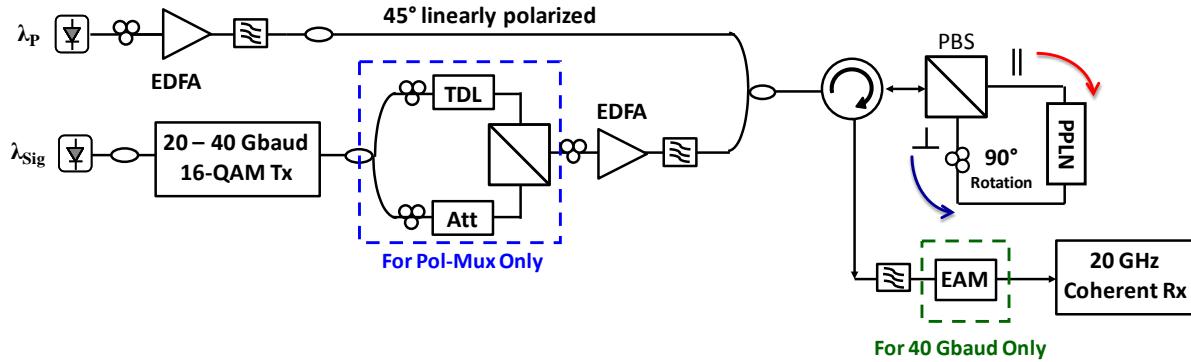 45° linearly polarized
λP
EDFA
TDL
EDFA
PBS
||
PPLN
⊥
90°
Rotation
λSig
20 – 40 Gbaud
16-QAM Tx
Att
For Pol-Mux Only
EAM
20 GHz
Coherent Rx
For 40 Gbaud Only